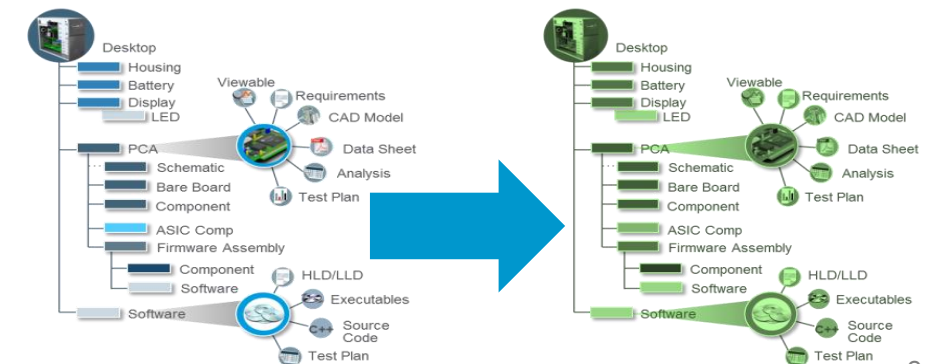 Desktop
Housing
Battery
Display
LED
PCA
Schematic
Bare Board
Component
ASIC Comp
Firmware Assembly
Component
Software
Software
Viewable
Requirements
CAD Model
Data Sheet
Analysis
Test Plan
HLD/LLD
Executables
C++
Source
Code
Test Plan
Desktop
Housing
Battery
Display
LED
PCA
Schematic
Bare Board
Component
ASIC Comp
Firmware Assembly
Component
Software
Software
Viewable
Requirements
CAD Model
Data Sheet
Analysis
Test Plan
HLD/LLD
Executables
C++
Source
Code
Test Plan